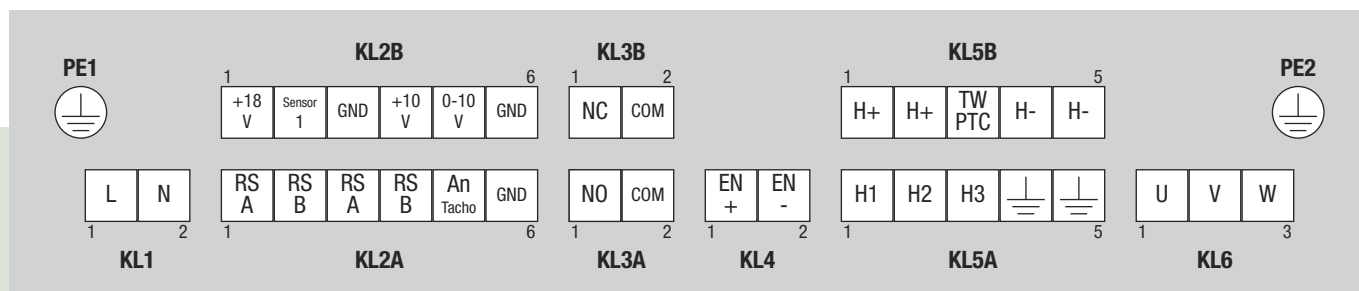 KL2B KL3B KL5B
PE1 PE2
1 6 1 2 1 5
+18 V Sensor 1 GND +10 V 0-10 V GND NC COM H+ H+ TW PTC H- H-
L N RS A RS B RS A RS B An Tacho GND NO COM EN + EN - H1 H2 H3 U V W
1 2 1 6 1 2 1 2 1 5 1 3
KL1 KL2A KL3A KL4 KL5A KL6